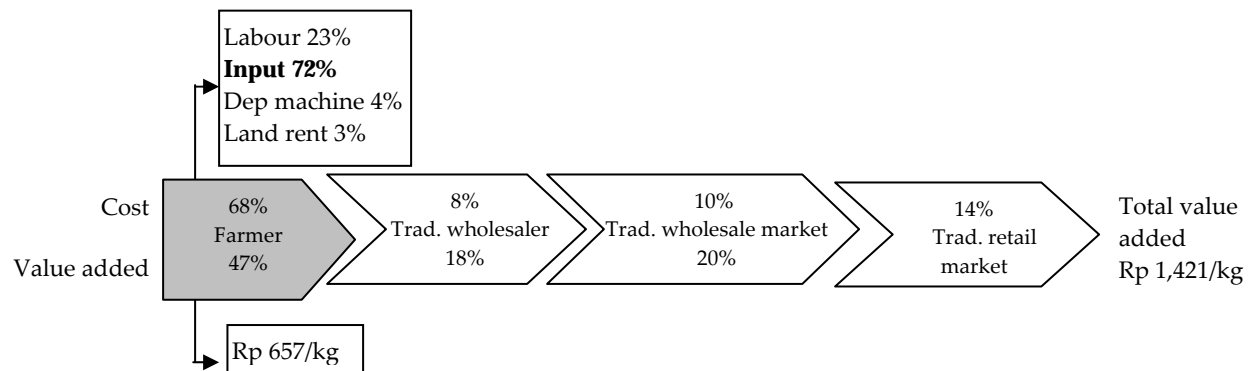 Labour 23%
Input 72%
Dep machine 4%
Land rent 3%
Cost
Value added
68%
Farmer
47%
8%
Trad. wholesaler
18%
10%
Trad. wholesale market
20%
14%
Trad. retail
market
Total value
added
Rp 1,421/kg
Rp 657/kg